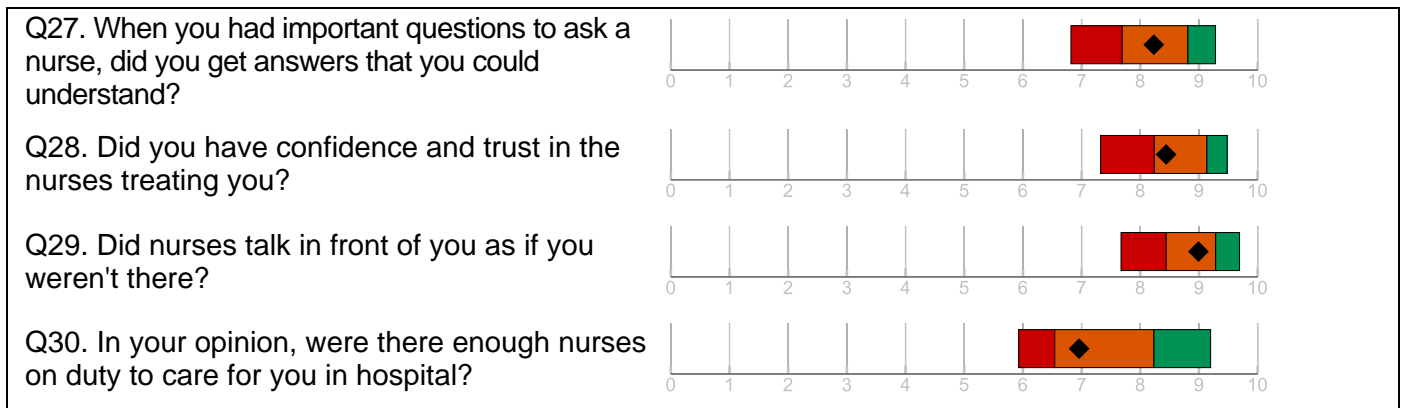 Q27. When you had important questions to ask a
nurse, did you get answers that you could
understand?
0 1 2 3 4 5 6 7 8 9 10
Q28. Did you have confidence and trust in the
nurses treating you?
0 1 2 3 4 5 6 7 8 9 10
Q29. Did nurses talk in front of you as if you
weren't there?
0 1 2 3 4 5 6 7 8 9 10
Q30. In your opinion, were there enough nurses
on duty to care for you in hospital?
0 1 2 3 4 5 6 7 8 9 10